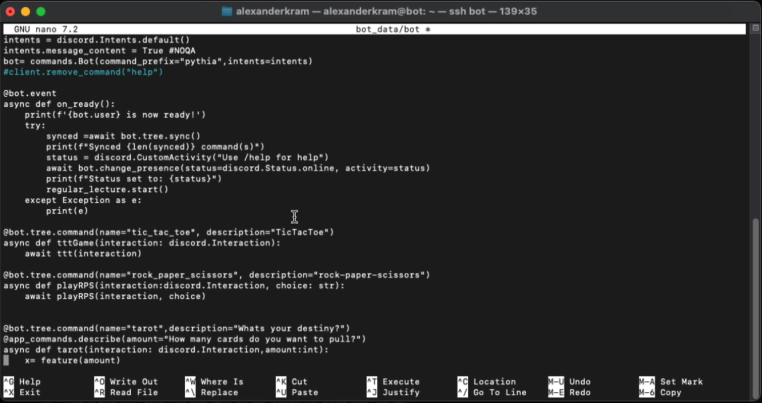 alexanderkram — alexanderkram@bot: ~ — ssh bot — 139×35
GNU nano 7.2 bot_data/bot *
intents = discord.Intents.default()
intents.message_content = True #NOQA
bot= commands.Bot(command_prefix="pythia",intents=intents)
#client.remove_command("help")
@bot.event
async def on_ready():
    print(f'{bot.user} is now ready!')
    try:
        synced =await bot.tree.sync()
        print(f"Synced {len(synced)} command(s)")
        status = discord.CustomActivity("Use /help for help")
        await bot.change_presence(status=discord.Status.online, activity=status)
        print(f"Status set to: {status}")
        regular_lecture.start()
    except Exception as e:
        print(e)
@bot.tree.command(name="tic_tac_toe", description="TicTacToe")
async def tttGame(interaction: discord.Interaction):
    await ttt(interaction)
@bot.tree.command(name="rock_paper_scissors", description="rock-paper-scissors")
async def playRPS(interaction:discord.Interaction, choice: str):
    await playRPS(interaction, choice)
@bot.tree.command(name="tarot",description="Whats your destiny?")
@app_commands.describe(amount="How many cards do you want to pull?")
async def tarot(interaction: discord.Interaction,amount:int):
    x= feature(amount)
^G Help ^O Write Out ^W Where Is ^K Cut ^T Execute ^C Location M-U Undo M-A Set Mark
^X Exit ^R Read File ^\ Replace ^U Paste ^J Justify ^/ Go To Line M-E Redo M-6 Copy